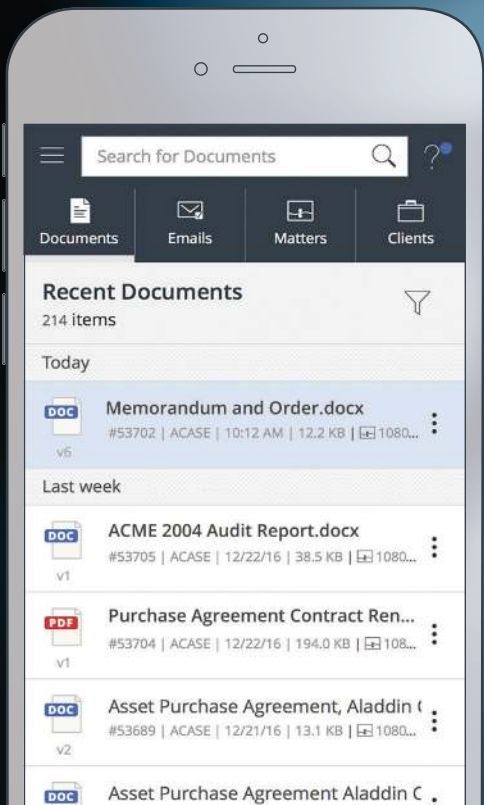 Search for Documents
?
Documents
Emails
Matters
Clients
Recent Documents
214 items
Today
DOC
Memorandum and Order.docx
#53702 | ACASE | 10:12 AM | 12.2 KB | 1080...
v6
Last week
DOC
ACME 2004 Audit Report.docx
#53705 | ACASE | 12/22/16 | 38.5 KB | 1080...
v1
PDF
Purchase Agreement Contract Ren...
#53704 | ACASE | 12/22/16 | 194.0 KB | 108...
v1
DOC
Asset Purchase Agreement, Aladdin
#53689 | ACASE | 12/21/16 | 13.1 KB | 1080...
v2
DOC
Asset Purchase Agreement Aladdin C